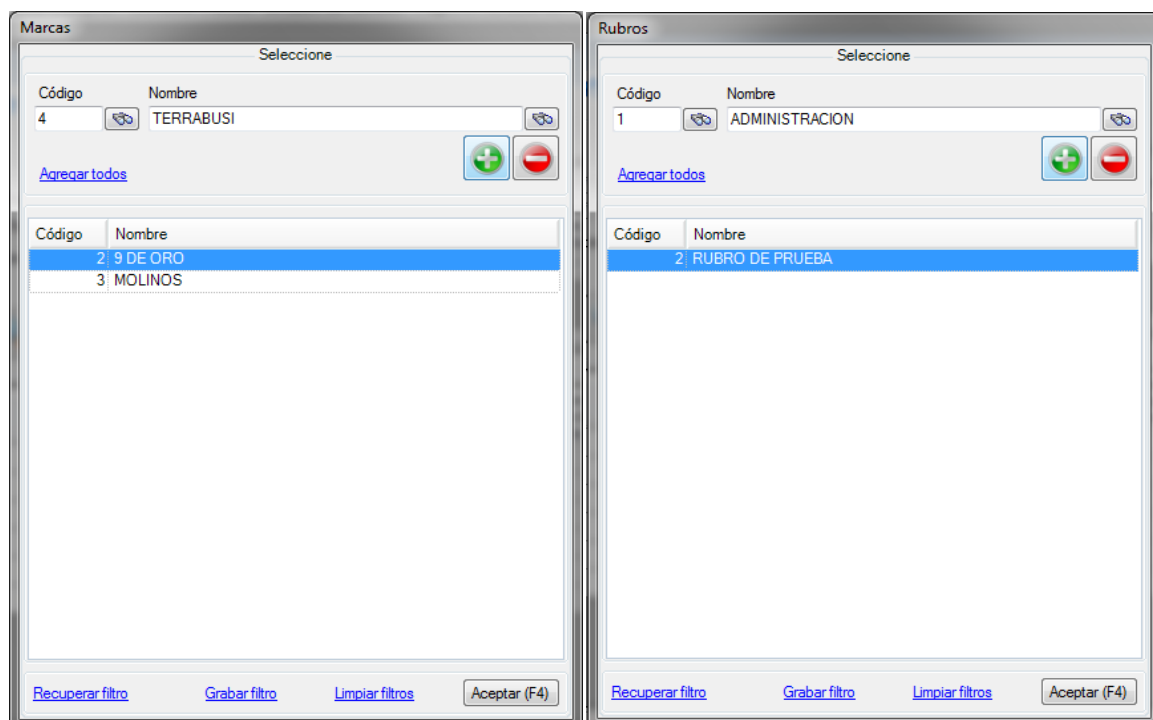 Marcas
Seleccione
Código Nombre
4 TERRABUSI
Agregar todos
Código Nombre
2 9 DE ORO
3 MOLINOS
Recuperar filtro Grabar filtro Limpiar filtros Aceptar (F4)
Rubros
Seleccione
Código Nombre
1 ADMINISTRACION
Agregar todos
Código Nombre
2 RUBRO DE PRUEBA
Recuperar filtro Grabar filtro Limpiar filtros Aceptar (F4)